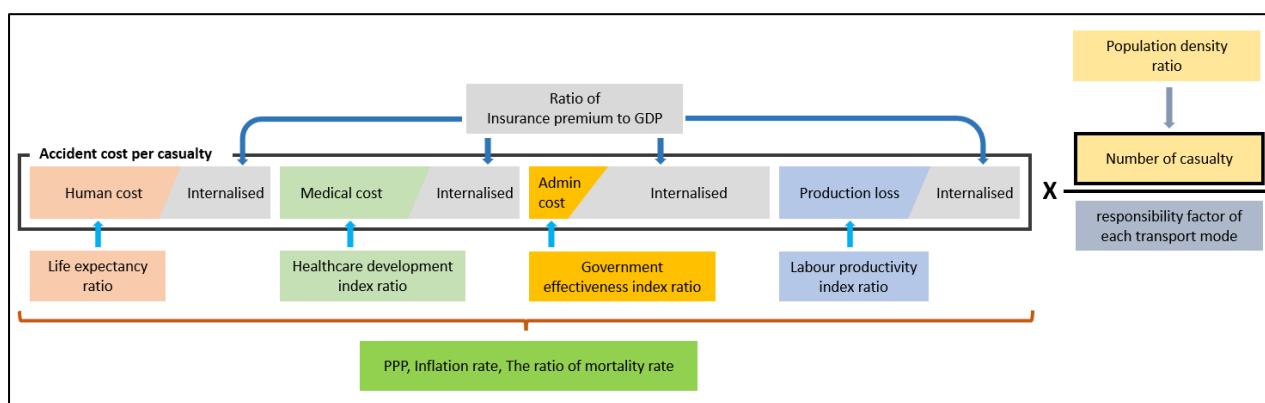 Population density
ratio
Ratio of
Insurance premium to GDP
Accident cost per casualty
Human cost
Internalised
Medical cost
Internalised
Admin
cost
Internalised
Production loss
Internalised
X
Number of casualty
responsibility factor of
each transport mode
Life expectancy
ratio
Healthcare development
index ratio
Government
effectiveness index ratio
Labour productivity
index ratio
PPP, Inflation rate, The ratio of mortality rate